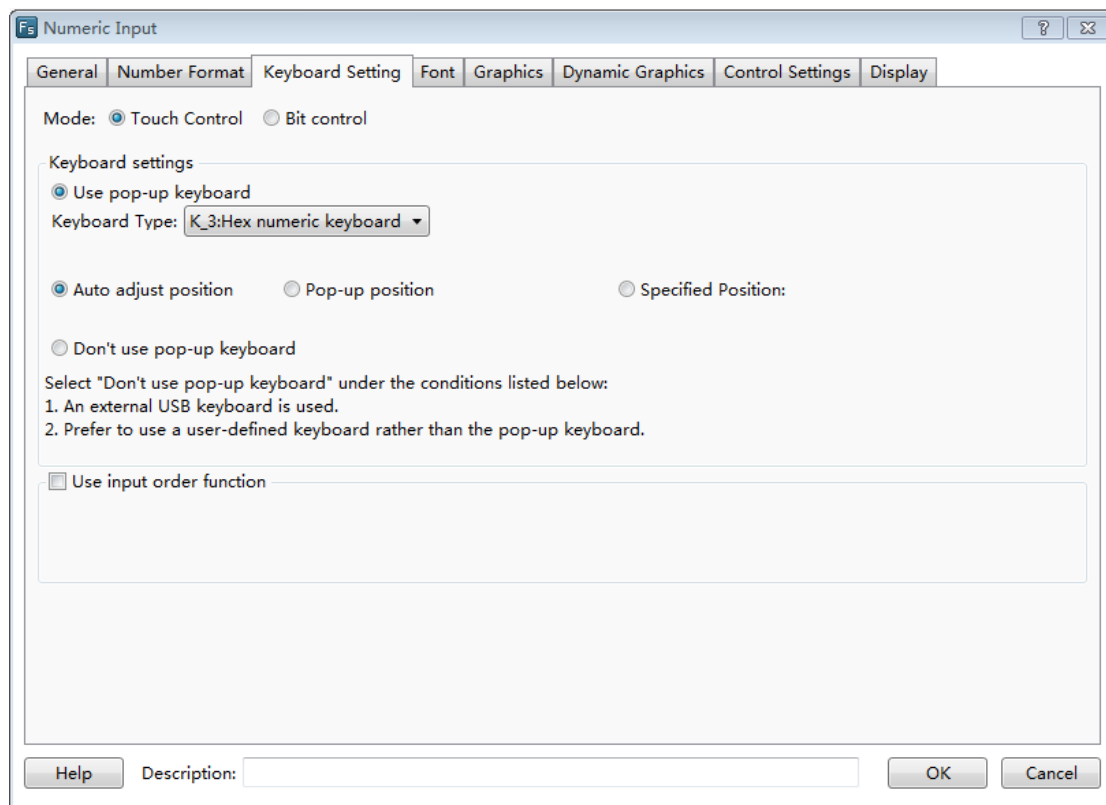 Fs Numeric Input
General Number Format Keyboard Setting Font Graphics Dynamic Graphics Control Settings Display
Mode: Touch Control Bit control
Keyboard settings
Use pop-up keyboard
Keyboard Type: K_3:Hex numeric keyboard
Auto adjust position Pop-up position Specified Position:
Don't use pop-up keyboard
Select "Don't use pop-up keyboard" under the conditions listed below:
1. An external USB keyboard is used.
2. Prefer to use a user-defined keyboard rather than the pop-up keyboard.
Use input order function
Help Description: OK Cancel